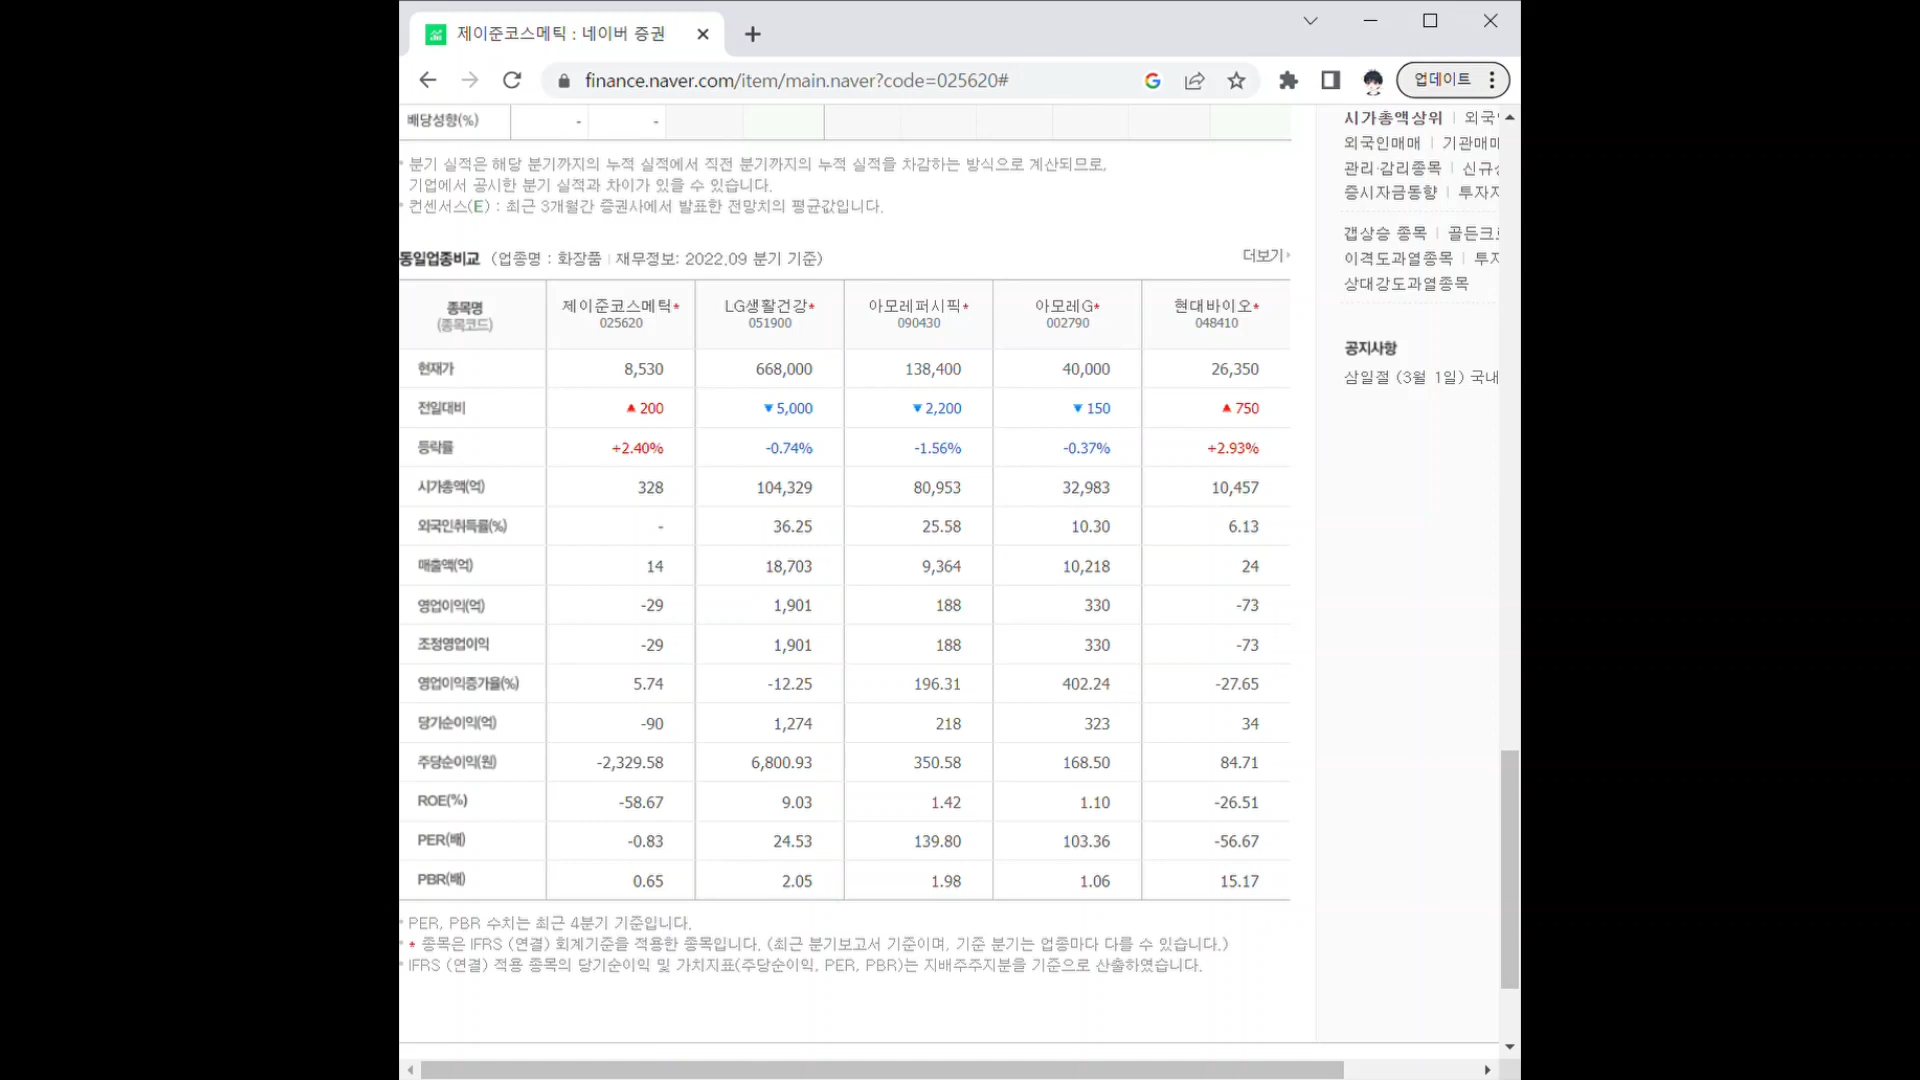 제이준코스메틱 : 네이버 증권
finance.naver.com/item/main.naver?code=025620#
업데이트
배당성향(%) - -
* 분기 실적은 해당 분기까지의 누적 실적에서 직전 분기까지의 누적 실적을 차감하는 방식으로 계산되므로,
기업에서 공시한 분기 실적과 차이가 있을 수 있습니다.
* 컨센서스(E) : 최근 3개월간 증권사에서 발표한 전망치의 평균값입니다.
동일업종비교 (업종명 : 화장품 | 재무정보: 2022.09 분기 기준) 더보기
종목명 제이준코스메틱* LG생활건강* 아모레퍼시픽* 아모레G* 현대바이오*
(종목코드) 025620 051900 090430 002790 048410
현재가 8,530 668,000 138,400 40,000 26,350
전일대비 ▲200 ▼5,000 ▼2,200 ▼150 ▲750
등락률 +2.40% -0.74% -1.56% -0.37% +2.93%
시가총액(억) 328 104,329 80,953 32,983 10,457
외국인취득률(%) - 36.25 25.58 10.30 6.13
매출액(억) 14 18,703 9,364 10,218 24
영업이익(억) -29 1,901 188 330 -73
조정영업이익 -29 1,901 188 330 -73
영업이익증가율(%) 5.74 -12.25 196.31 402.24 -27.65
당기순이익(억) -90 1,274 218 323 34
주당순이익(원) -2,329.58 6,800.93 350.58 168.50 84.71
ROE(%) -58.67 9.03 1.42 1.10 -26.51
PER(배) -0.83 24.53 139.80 103.36 -56.67
PBR(배) 0.65 2.05 1.98 1.06 15.17
* PER, PBR 수치는 최근 4분기 기준입니다.
* * 종목은 IFRS (연결) 회계기준을 적용한 종목입니다. (최근 분기보고서 기준이며, 기준 분기는 업종마다 다를 수 있습니다.)
* IFRS (연결) 적용 종목의 당기순이익 및 가치지표(주당순이익, PER, PBR)는 지배주주지분을 기준으로 산출하였습니다.
시가총액상위 | 외국
외국인매매 | 기관매매
관리·감리종목 | 신규
증시자금동향 | 투자
갭상승 종목 | 골든크
이격도과열종목 | 투자
상대강도과열종목
공지사항
삼일절 (3월 1일) 국내